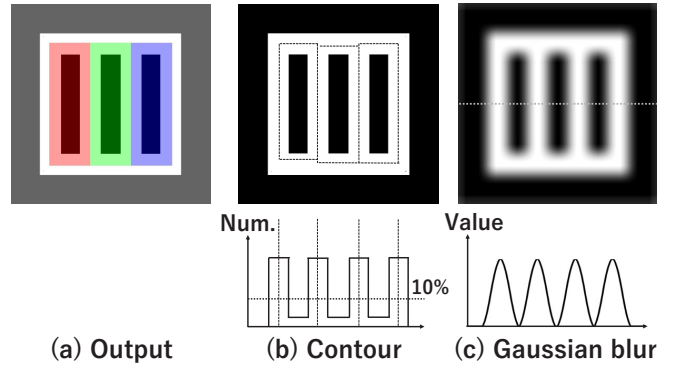 Num.
10%
Value
(a) Output
(b) Contour
(c) Gaussian blur